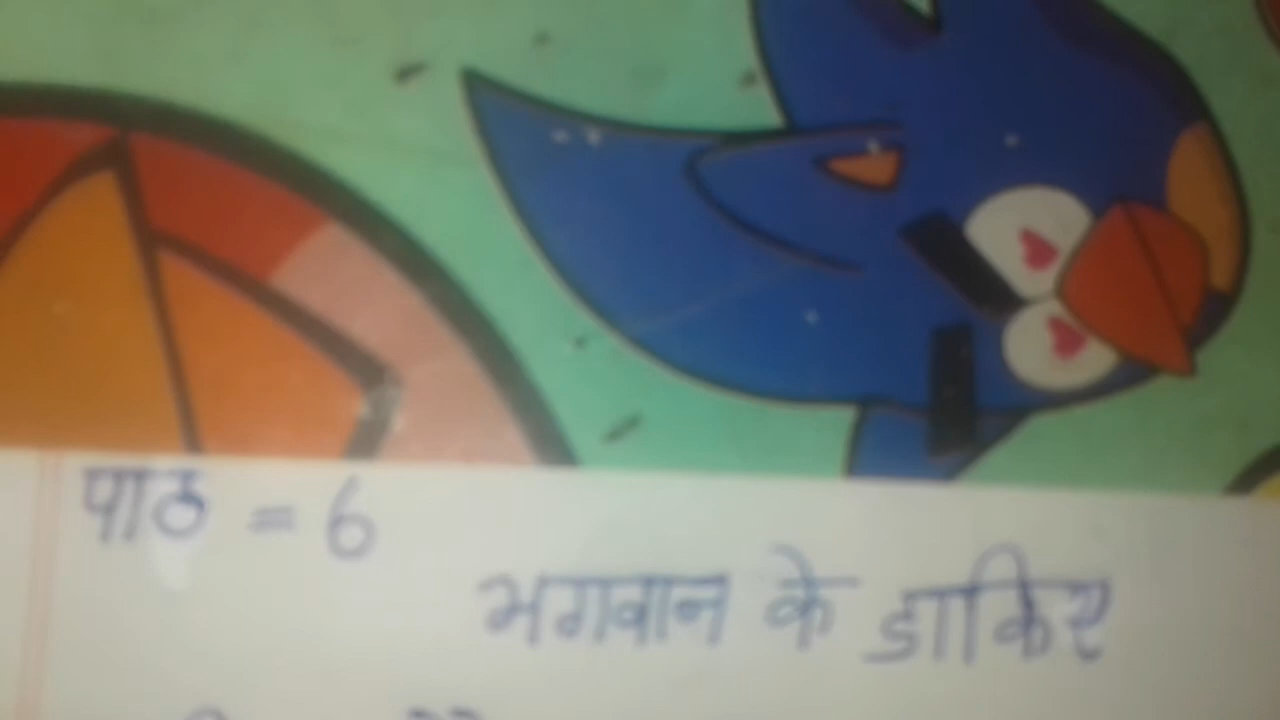 पाठ = 6
भगवान के डाकिए